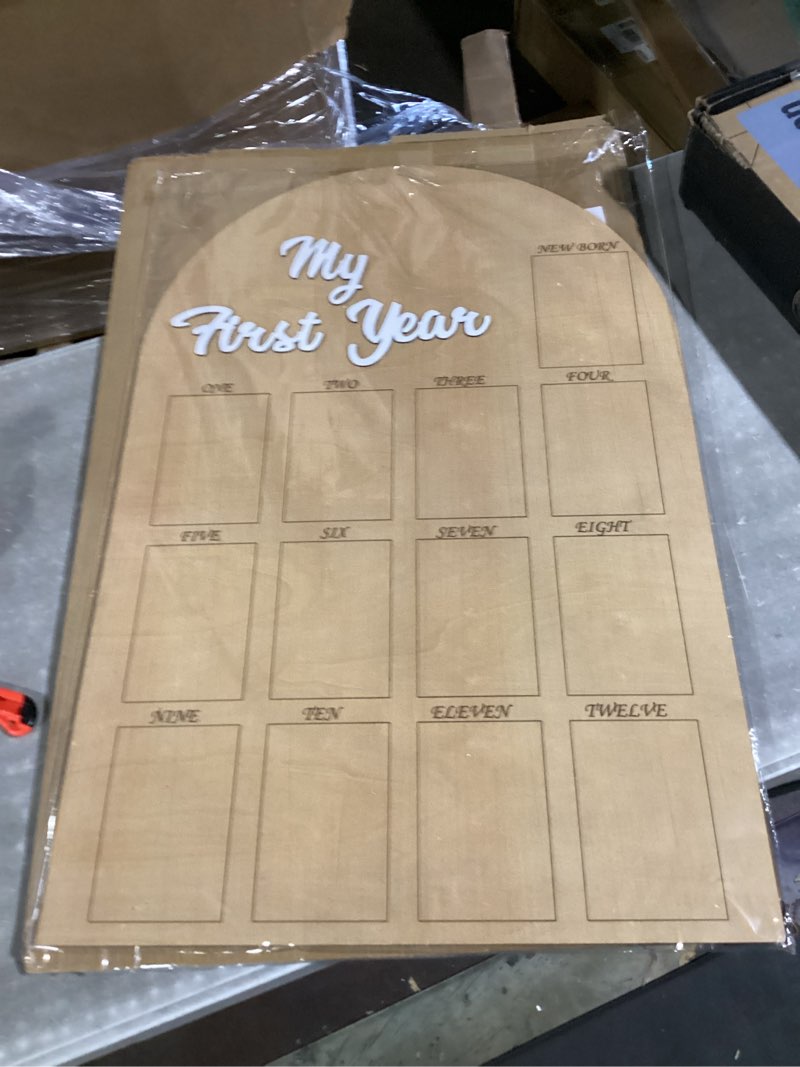 My
First Year
NEW BORN
ONE TWO THREE FOUR
FIVE SIX SEVEN EIGHT
NINE TEN ELEVEN TWELVE